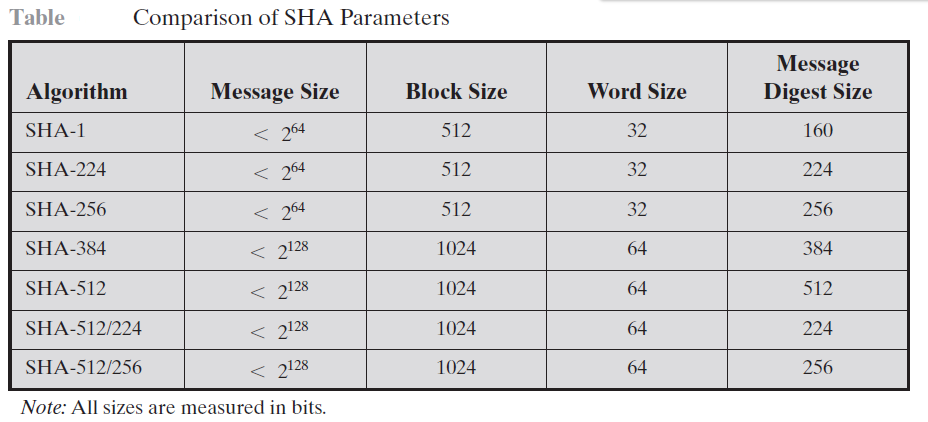 Table Comparison of SHA Parameters
Algorithm Message Size Block Size Word Size Message Digest Size
SHA-1 < 2^64 512 32 160
SHA-224 < 2^64 512 32 224
SHA-256 < 2^64 512 32 256
SHA-384 < 2^128 1024 64 384
SHA-512 < 2^128 1024 64 512
SHA-512/224 < 2^128 1024 64 224
SHA-512/256 < 2^128 1024 64 256
Note: All sizes are measured in bits.